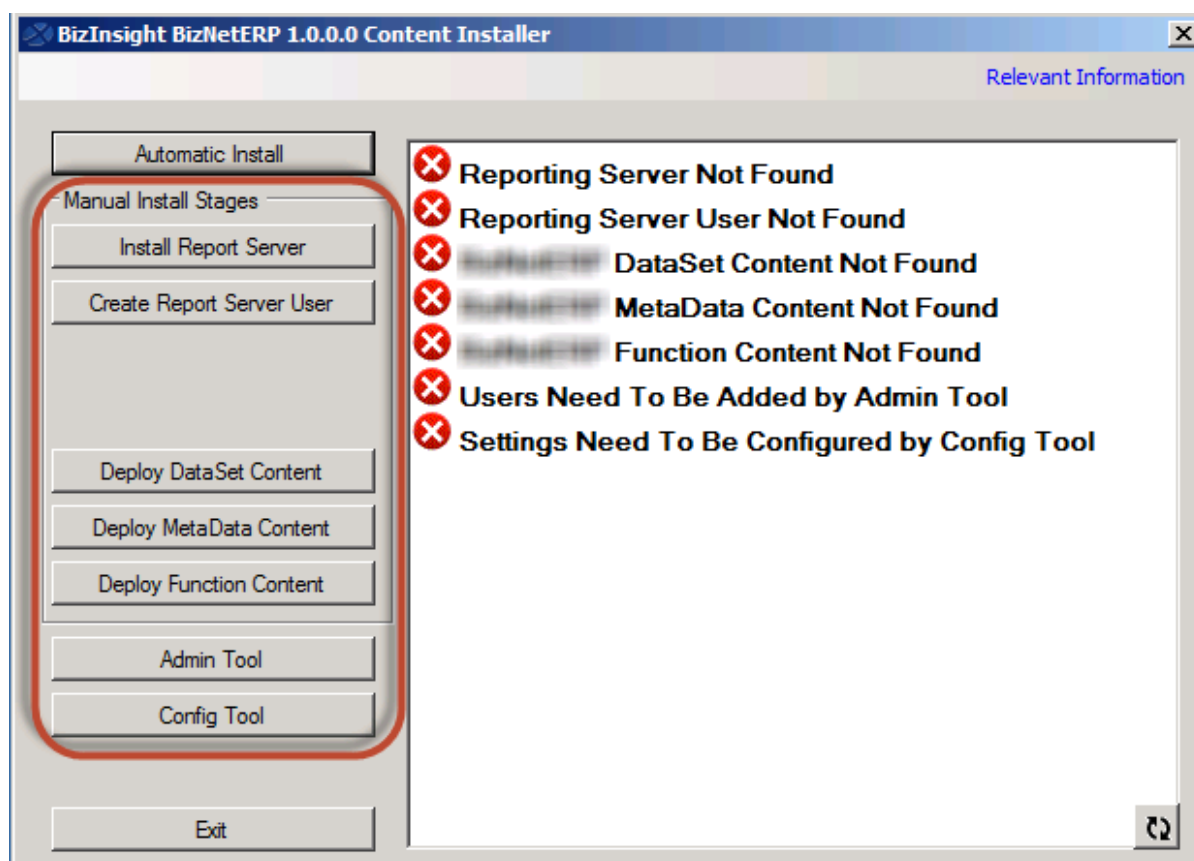 BizInsight BizNetERP 1.0.0.0 Content Installer
Relevant Information
Automatic Install
Manual Install Stages
Install Report Server
Create Report Server User
Deploy DataSet Content
Deploy MetaData Content
Deploy Function Content
Admin Tool
Config Tool
Exit
Reporting Server Not Found
Reporting Server User Not Found
DataSet Content Not Found
MetaData Content Not Found
Function Content Not Found
Users Need To Be Added by Admin Tool
Settings Need To Be Configured by Config Tool